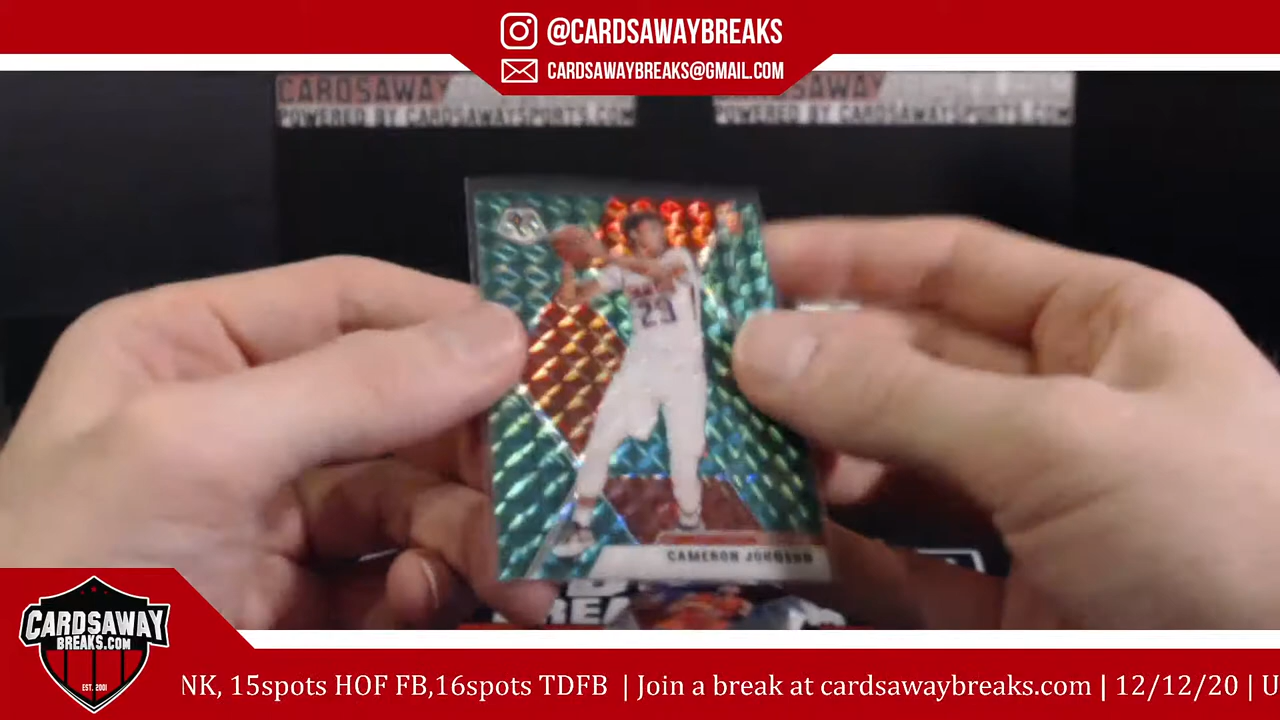 @CARDSAWAYBREAKS
CARDSAWAYBREAKS@GMAIL.COM
CARDSAWAY
POWERED BY CARDSAWAYSPORTS.COM
POWERED BY CARDSAWAYSPORTS.COM
23
CAMERON JOHNSON
BREA
CARDSAWAY
BREAKS.COM
EST. 2001
NK, 15spots HOF FB,16spots TDFB | Join a break at cardsawaybreaks.com | 12/12/20 | U